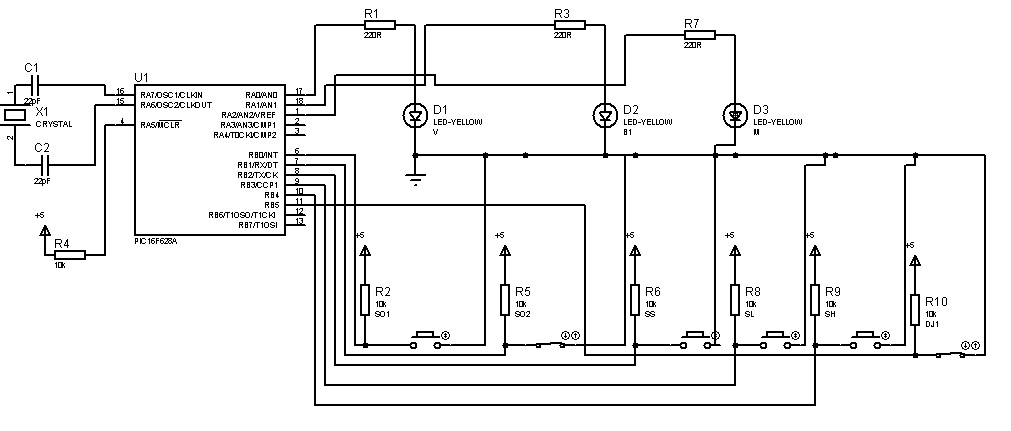 R1
220R
R3
220R
R7
220R
C1
22pF
1
X1
CRYSTAL
2
C2
22pF
U1
16 RA7/OSC1/CLKIN
15 RA6/OSC2/CLKOUT
4 RA5/MCLR
RA0/AN0 17
RA1/AN1 18
RA2/AN2/VREF 1
RA3/AN3/CMP1 2
RA4/T0CKI/CMP2 3
RB0/INT 6
RB1/RX/DT 7
RB2/TX/CK 8
RB3/CCP1 9
RB4 10
RB5 11
RB6/T1OSO/T1CKI 12
RB7/T1OSI 13
PIC16F628A
D1
LED-YELLOW
V
D2
LED-YELLOW
B1
D3
LED-YELLOW
M
+5
R4
10k
+5
R2
10k
SO1
+5
R5
10k
SO2
+5
R6
10k
SS
+5
R8
10k
SL
+5
R9
10k
SH
+5
R10
10k
DJ1